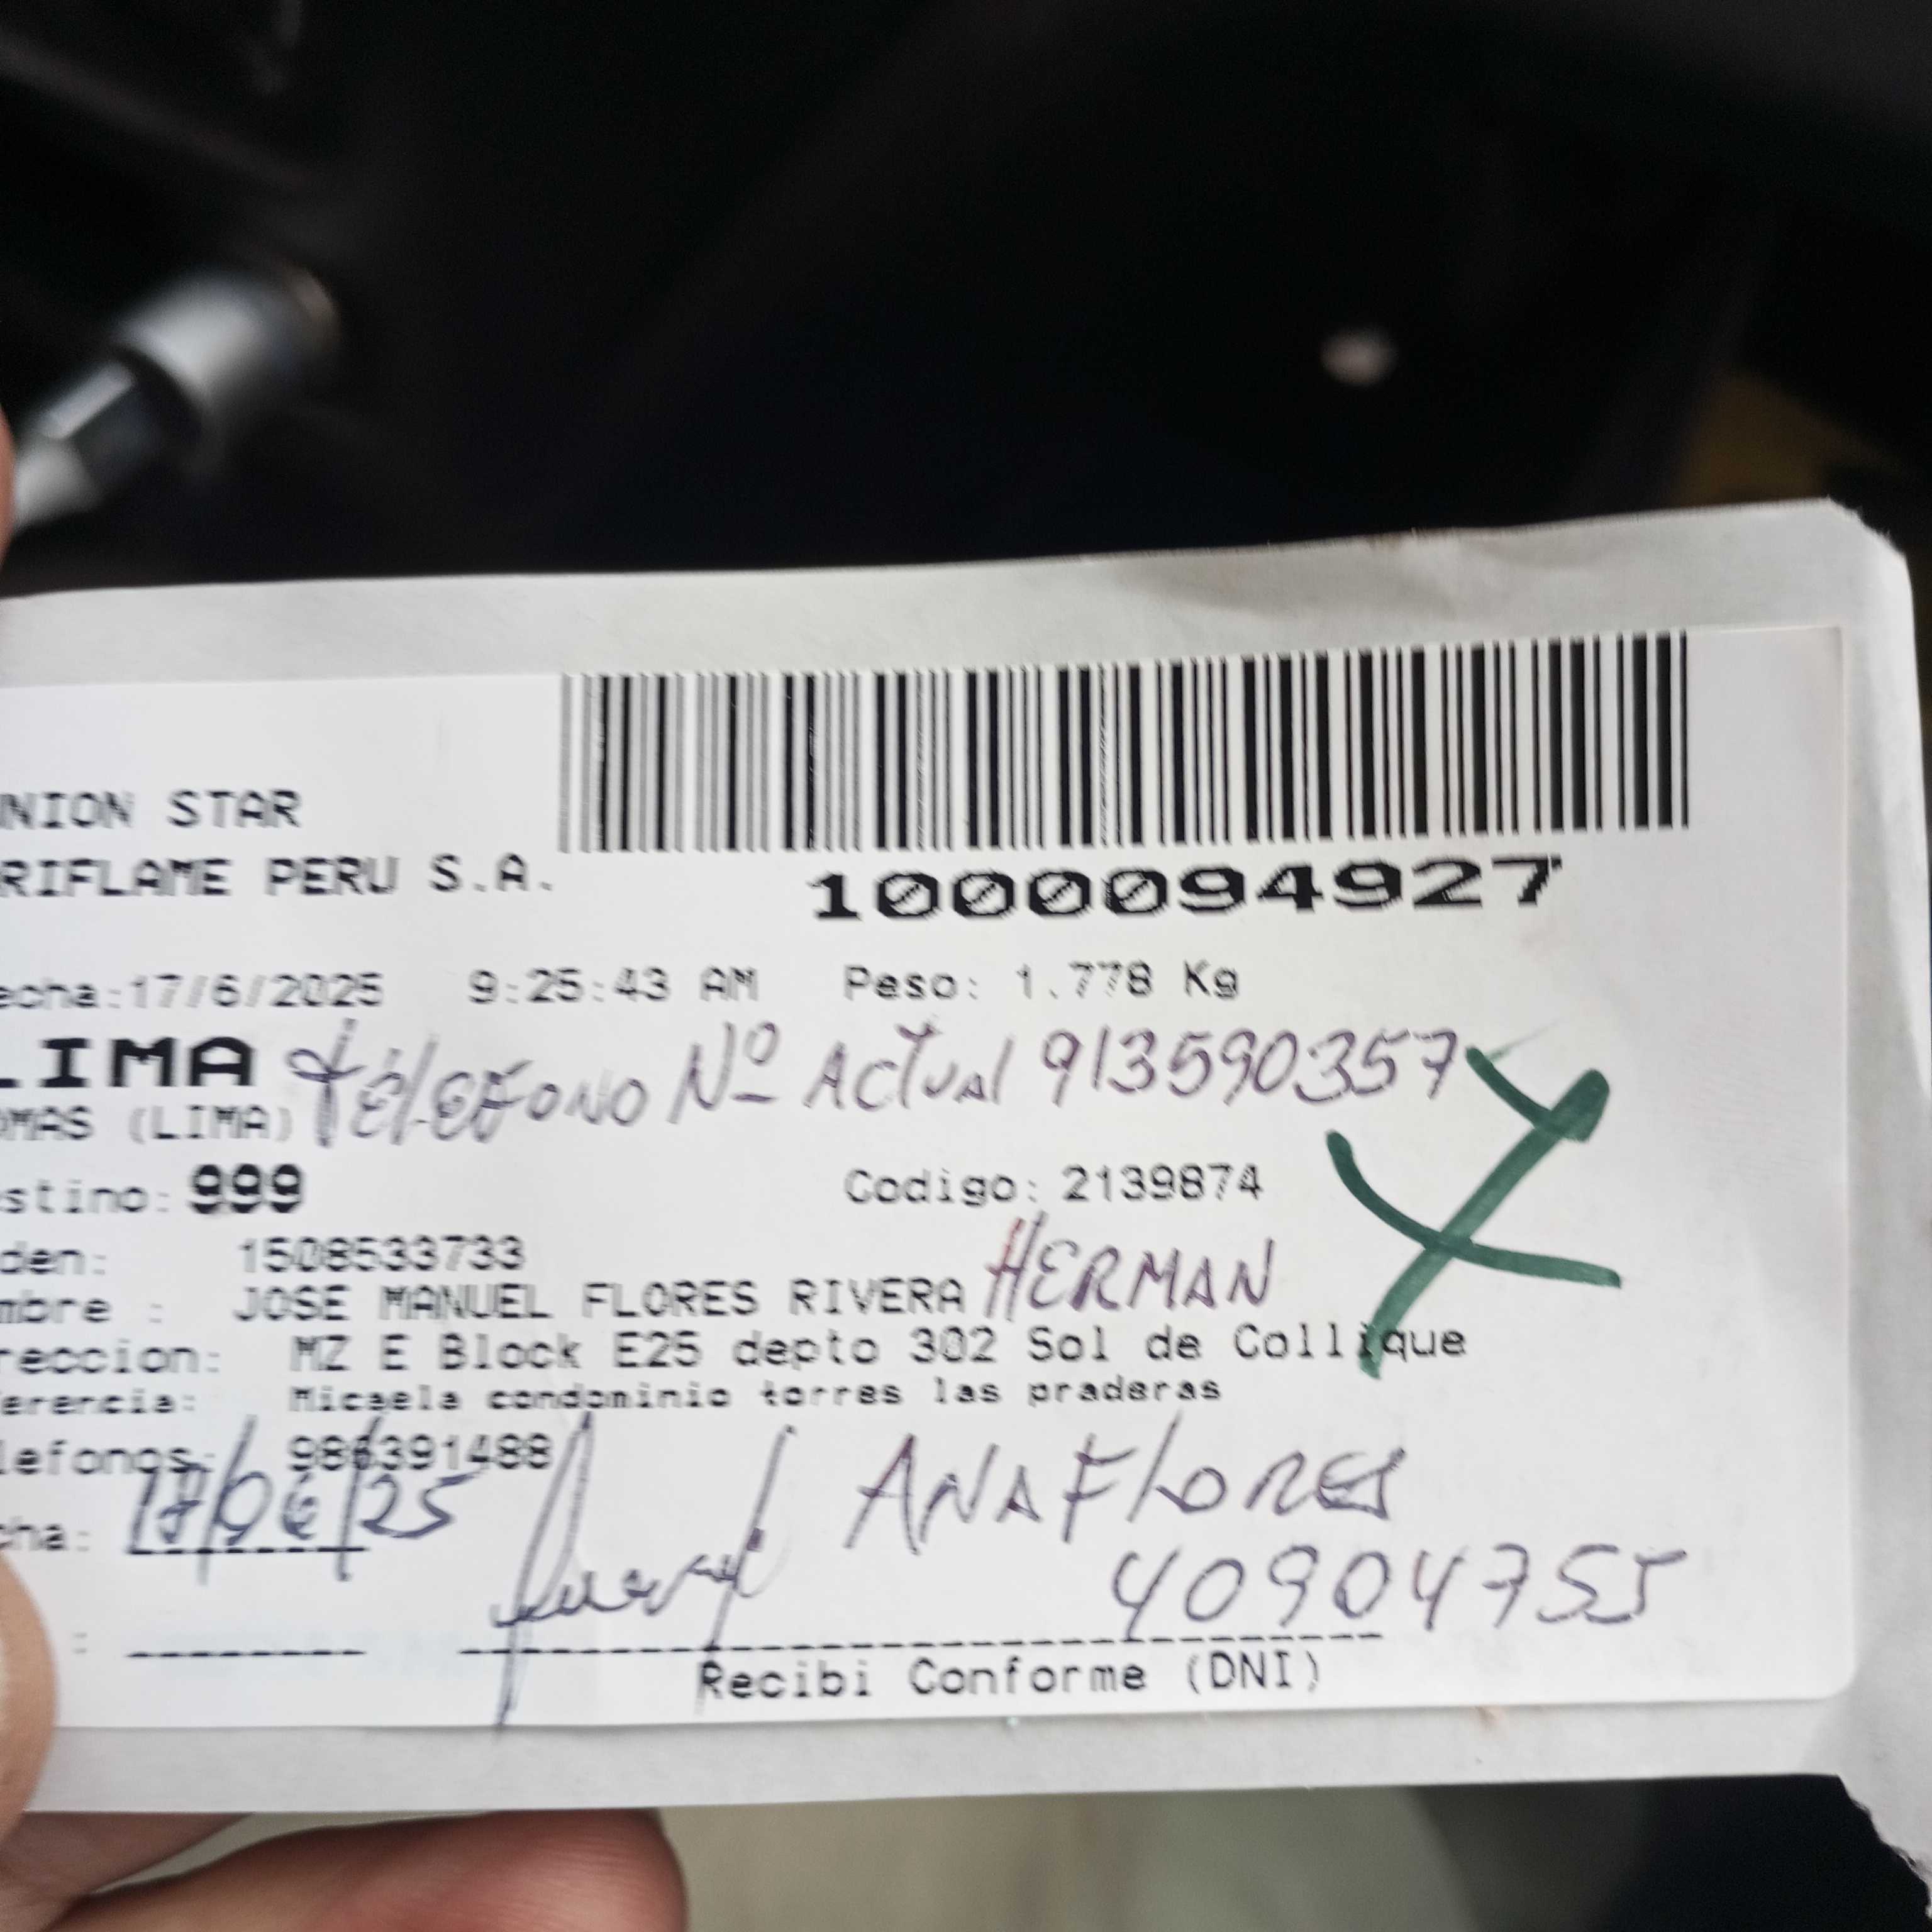 NION STAR
RIFLAME PERU S.A.
1000094927
echa:17/6/2025 9:25:43 AM Peso: 1.778 Kg
LIMA TELEFONO Nº ACTUAL 913590357
OMAS (LIMA)
stino: 999 Codigo: 2139874
den: 1508533733
mbre : JOSE MANUEL FLORES RIVERA HERMAN
reccion: MZ E Block E25 depto 302 Sol de Collique
erencia: Micaela condominio torres las praderas
lefonos: 986391488
cha: 17/06/25 ANA FLORES
40904755
:
Recibi Conforme (DNI)